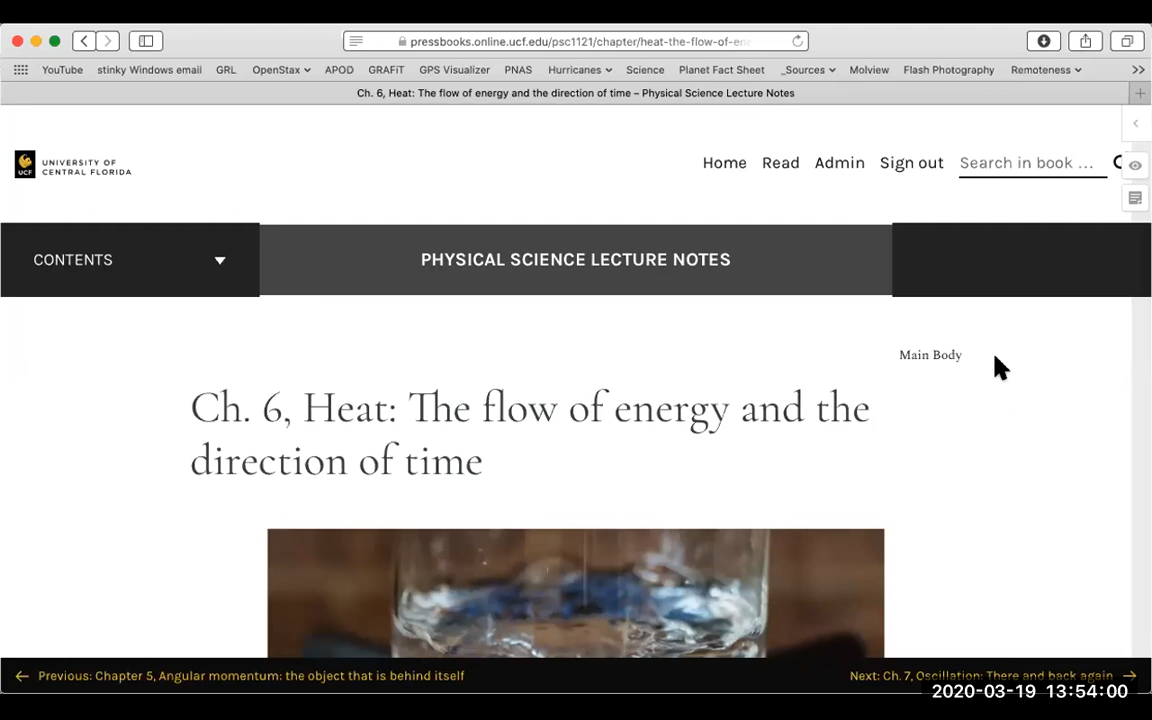 pressbooks.online.ucf.edu/psc1121/chapter/heat-the-flow-of-en
YouTube stinky Windows email GRL OpenStax APOD GRAFiT GPS Visualizer PNAS Hurricanes Science Planet Fact Sheet _Sources Molview Flash Photography Remoteness >>
Ch. 6, Heat: The flow of energy and the direction of time – Physical Science Lecture Notes
UCF
UNIVERSITY OF
CENTRAL FLORIDA
Home Read Admin Sign out Search in book ...
CONTENTS PHYSICAL SCIENCE LECTURE NOTES
Main Body
Ch. 6, Heat: The flow of energy and the
direction of time
← Previous: Chapter 5, Angular momentum: the object that is behind itself Next: Ch. 7, Oscillation: There and back again →
2020-03-19 13:54:00